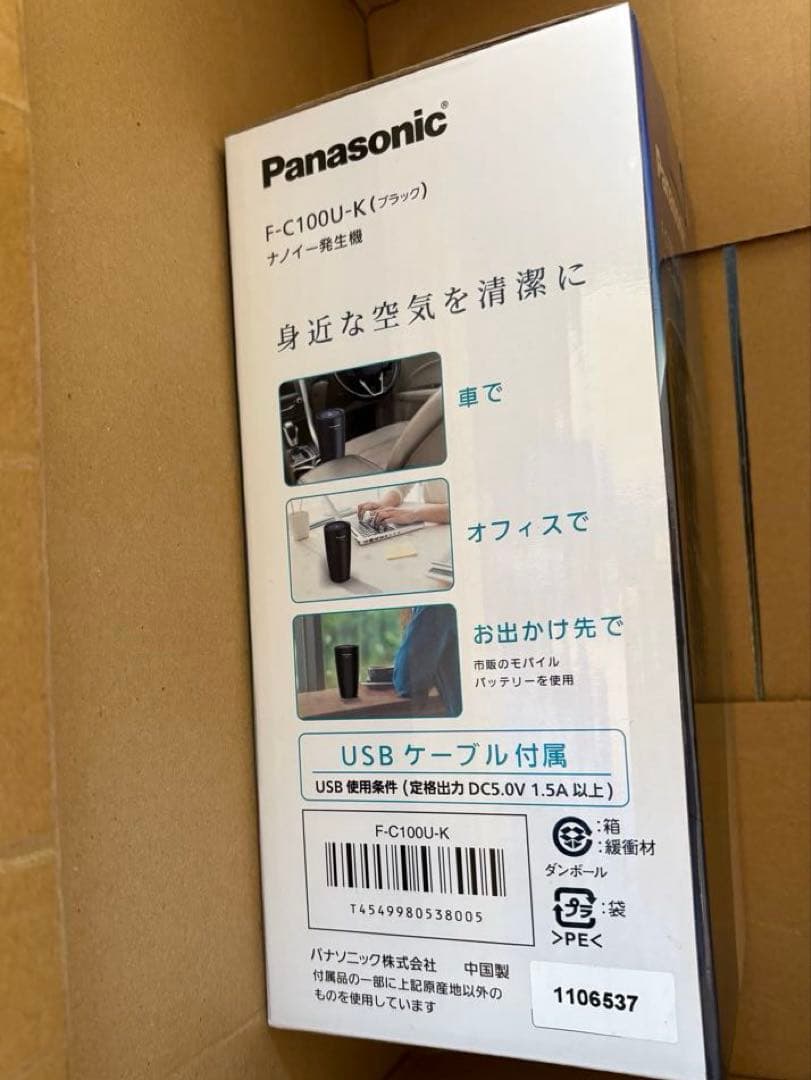 Panasonic®
F-C100U-K(ブラック)
ナノイー発生機
身近な空気を清潔に
車で
オフィスで
お出かけ先で
市販のモバイル
バッテリーを使用
USB ケーブル付属
USB 使用条件 (定格出力 DC5.0V 1.5A 以上)
F-C100U-K
T4549980538005
:箱
:緩衝材
ダンボール
プラ
:袋
>PE<
パナソニック株式会社 中国製
付属品の一部に上記原産地以外の
ものを使用しています
1106537
Panasonic